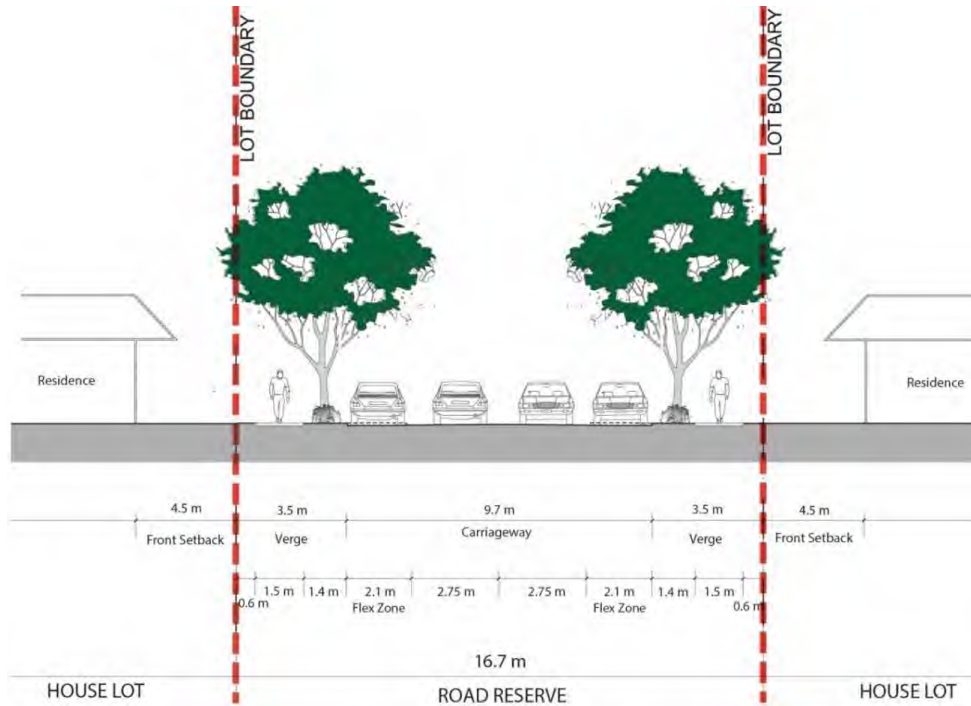 LOT BOUNDARY
LOT BOUNDARY
Residence
Residence
4.5 m
3.5 m
9.7 m
3.5 m
4.5 m
Front Setback
Verge
Carriageway
Verge
Front Setback
0.6 m
1.5 m
1.4 m
2.1 m
2.75 m
2.75 m
2.1 m
1.4 m
1.5 m
0.6 m
Flex Zone
Flex Zone
16.7 m
HOUSE LOT
ROAD RESERVE
HOUSE LOT